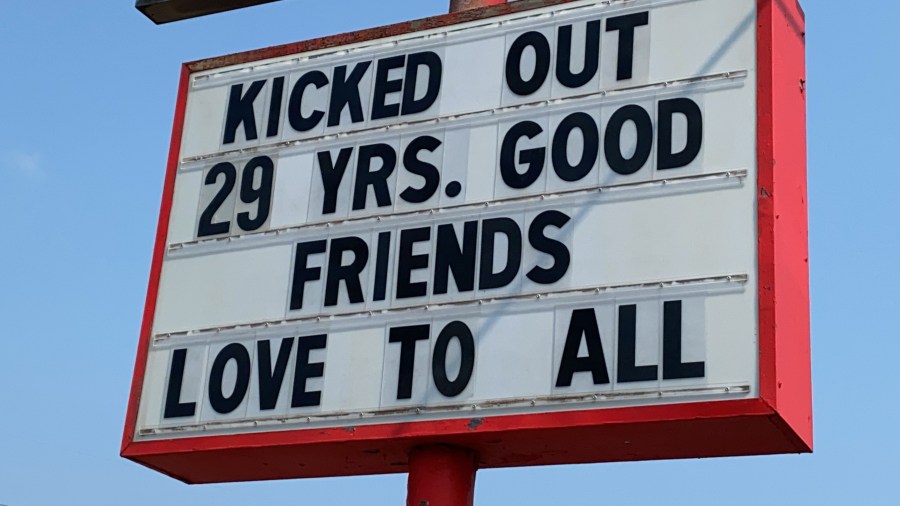 KICKED OUT
29 YRS. GOOD
FRIENDS
LOVE TO ALL